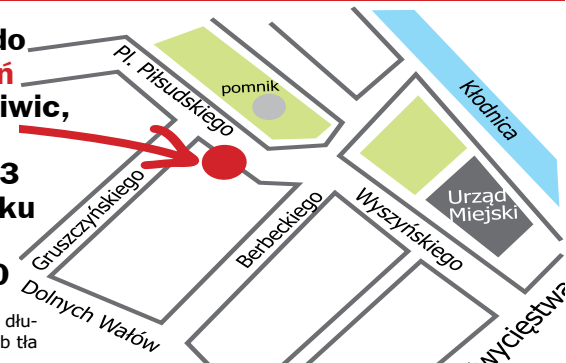 do
ń
iwic,
3
ku
0
dłu-
b tła
Pl. Piłsudskiego
pomnik
Kłodnica
Gruszczyńskiego
Berbeckiego
Wyszyńskiego
Urząd
Miejski
Dolnych Wałów
wycięstwa